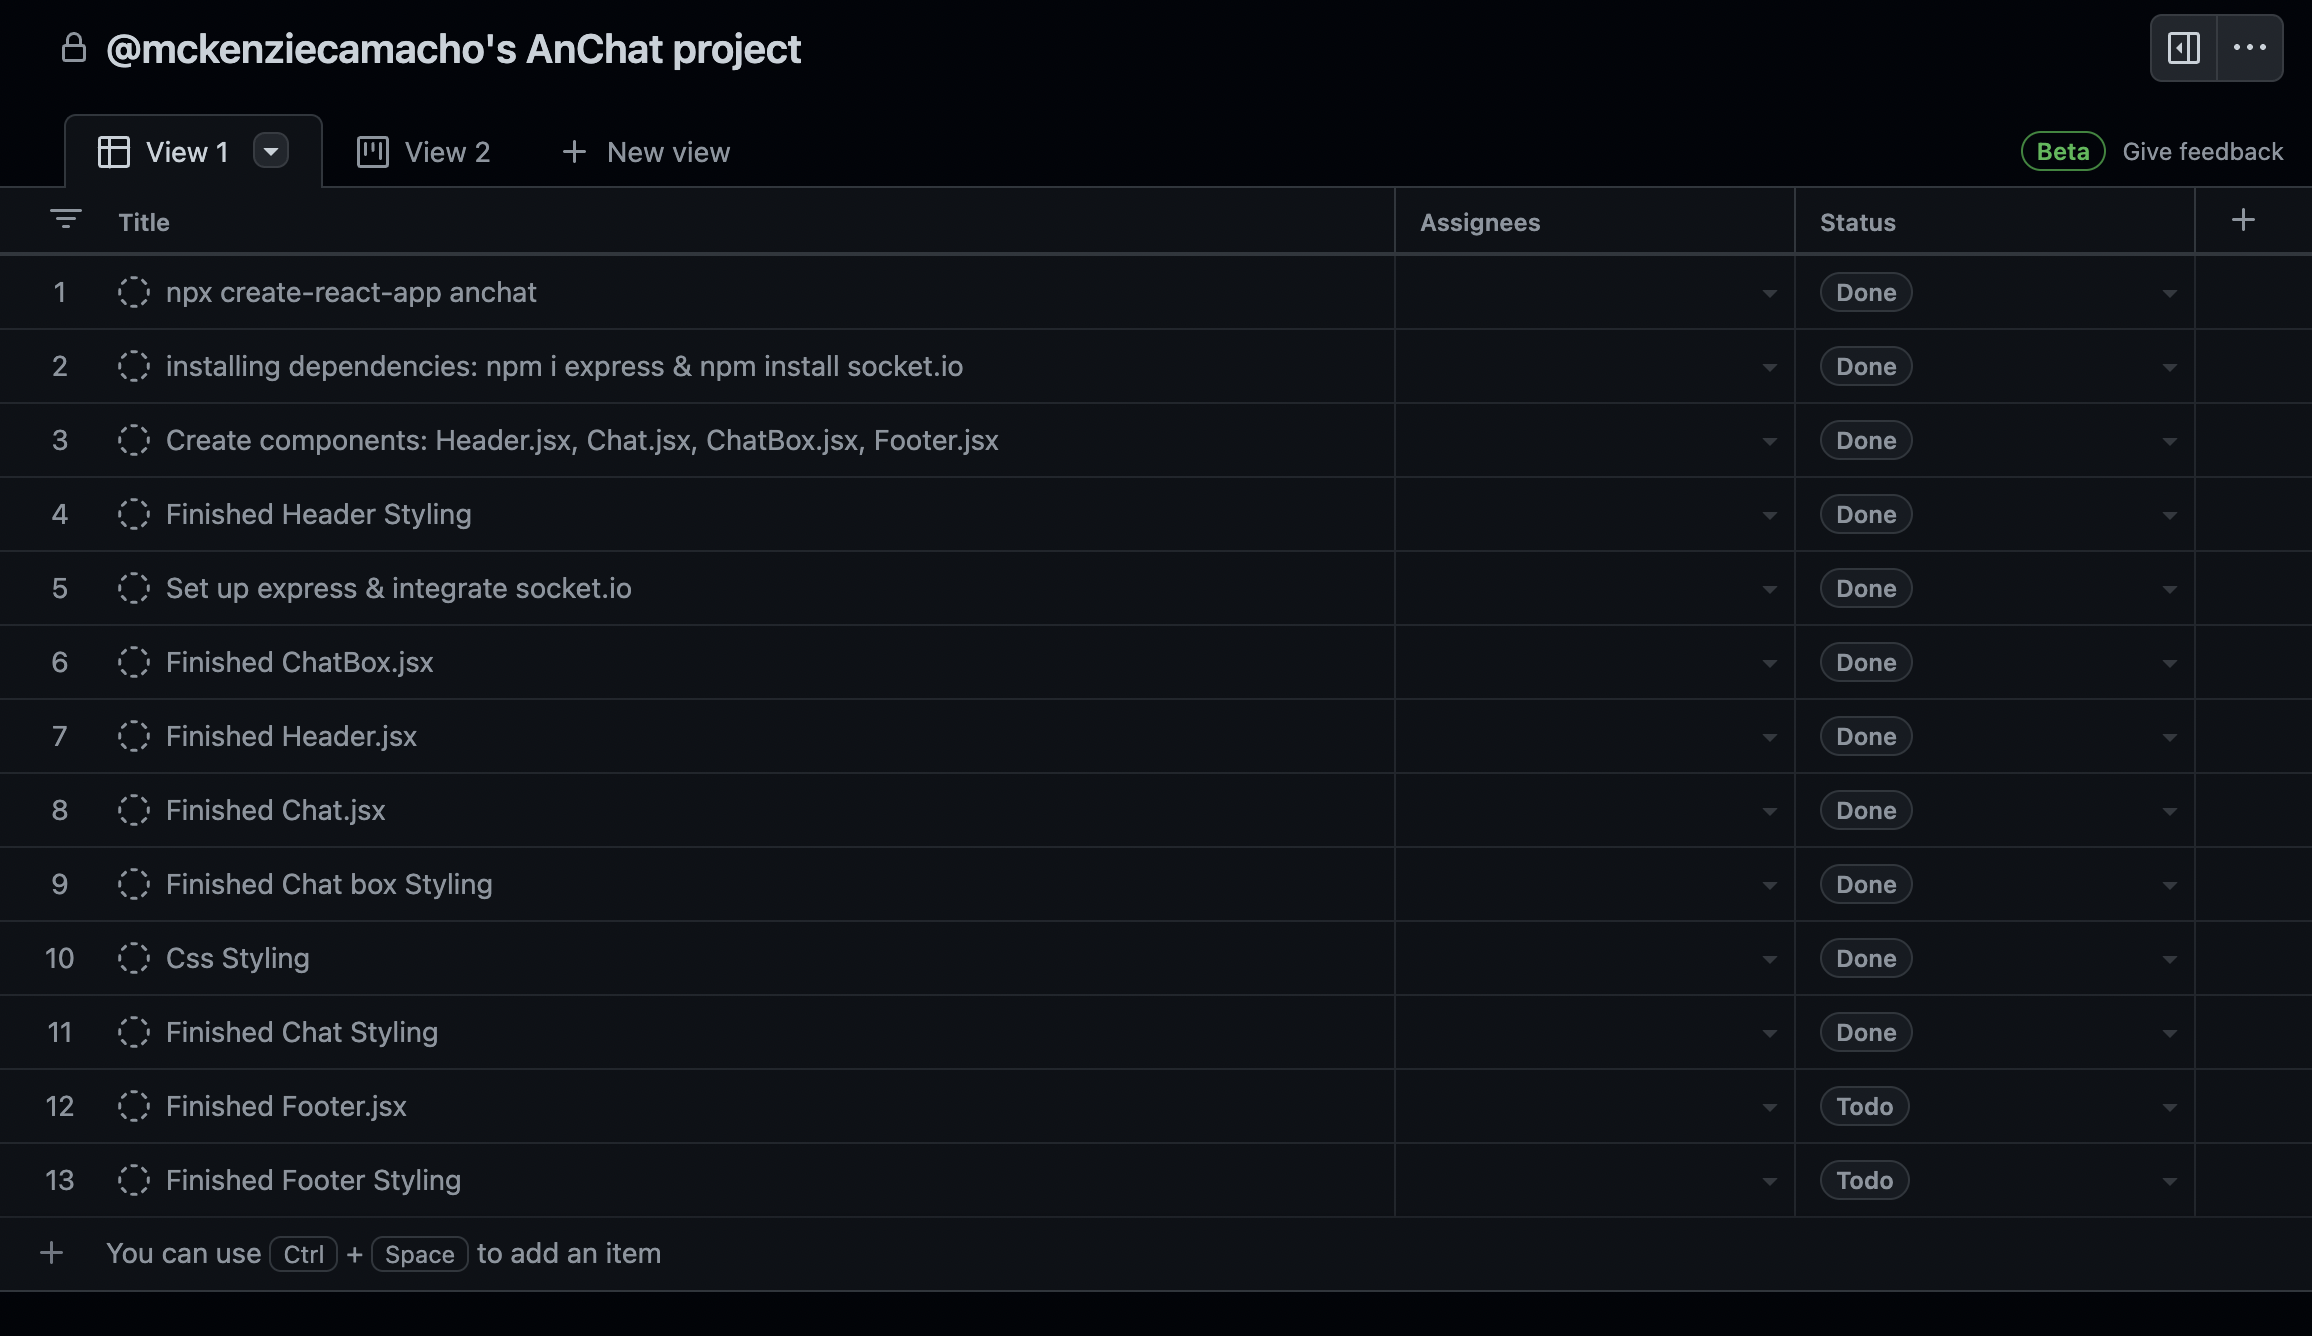 @mckenziecamacho's AnChat project
View 1 View 2 New view Beta Give feedback
Title Assignees Status
1 npx create-react-app anchat Done
2 installing dependencies: npm i express & npm install socket.io Done
3 Create components: Header.jsx, Chat.jsx, ChatBox.jsx, Footer.jsx Done
4 Finished Header Styling Done
5 Set up express & integrate socket.io Done
6 Finished ChatBox.jsx Done
7 Finished Header.jsx Done
8 Finished Chat.jsx Done
9 Finished Chat box Styling Done
10 Css Styling Done
11 Finished Chat Styling Done
12 Finished Footer.jsx Todo
13 Finished Footer Styling Todo
You can use Ctrl + Space to add an item